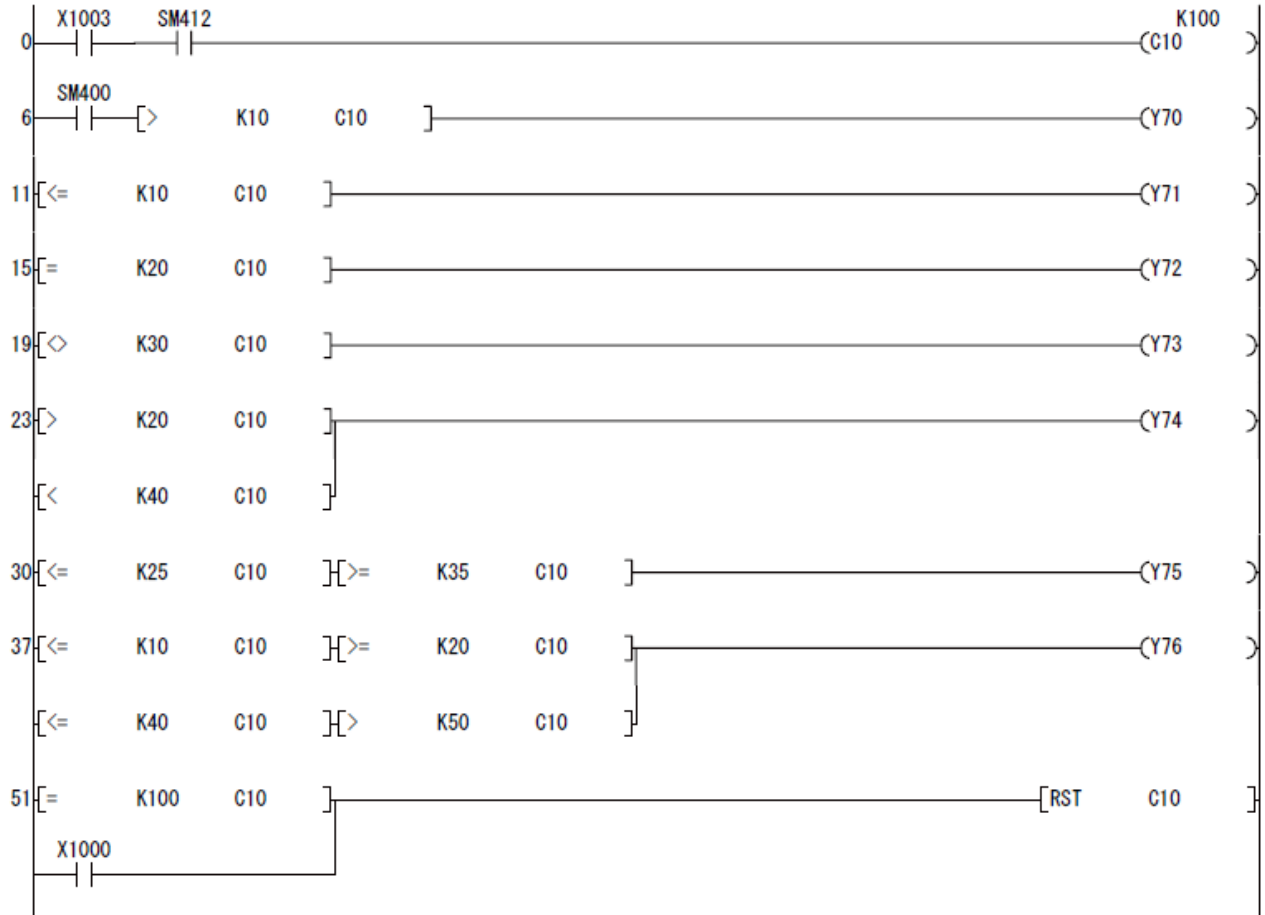 X1003 SM412 K100
0 (C10 )
SM400
6 [> K10 C10 ] (Y70 )
11 [<= K10 C10 ] (Y71 )
15 [= K20 C10 ] (Y72 )
19 [<> K30 C10 ] (Y73 )
23 [> K20 C10 ] (Y74 )
[< K40 C10 ]
30 [<= K25 C10 ] [>= K35 C10 ] (Y75 )
37 [<= K10 C10 ] [>= K20 C10 ] (Y76 )
[<= K40 C10 ] [> K50 C10 ]
51 [= K100 C10 ] [RST C10 ]
X1000